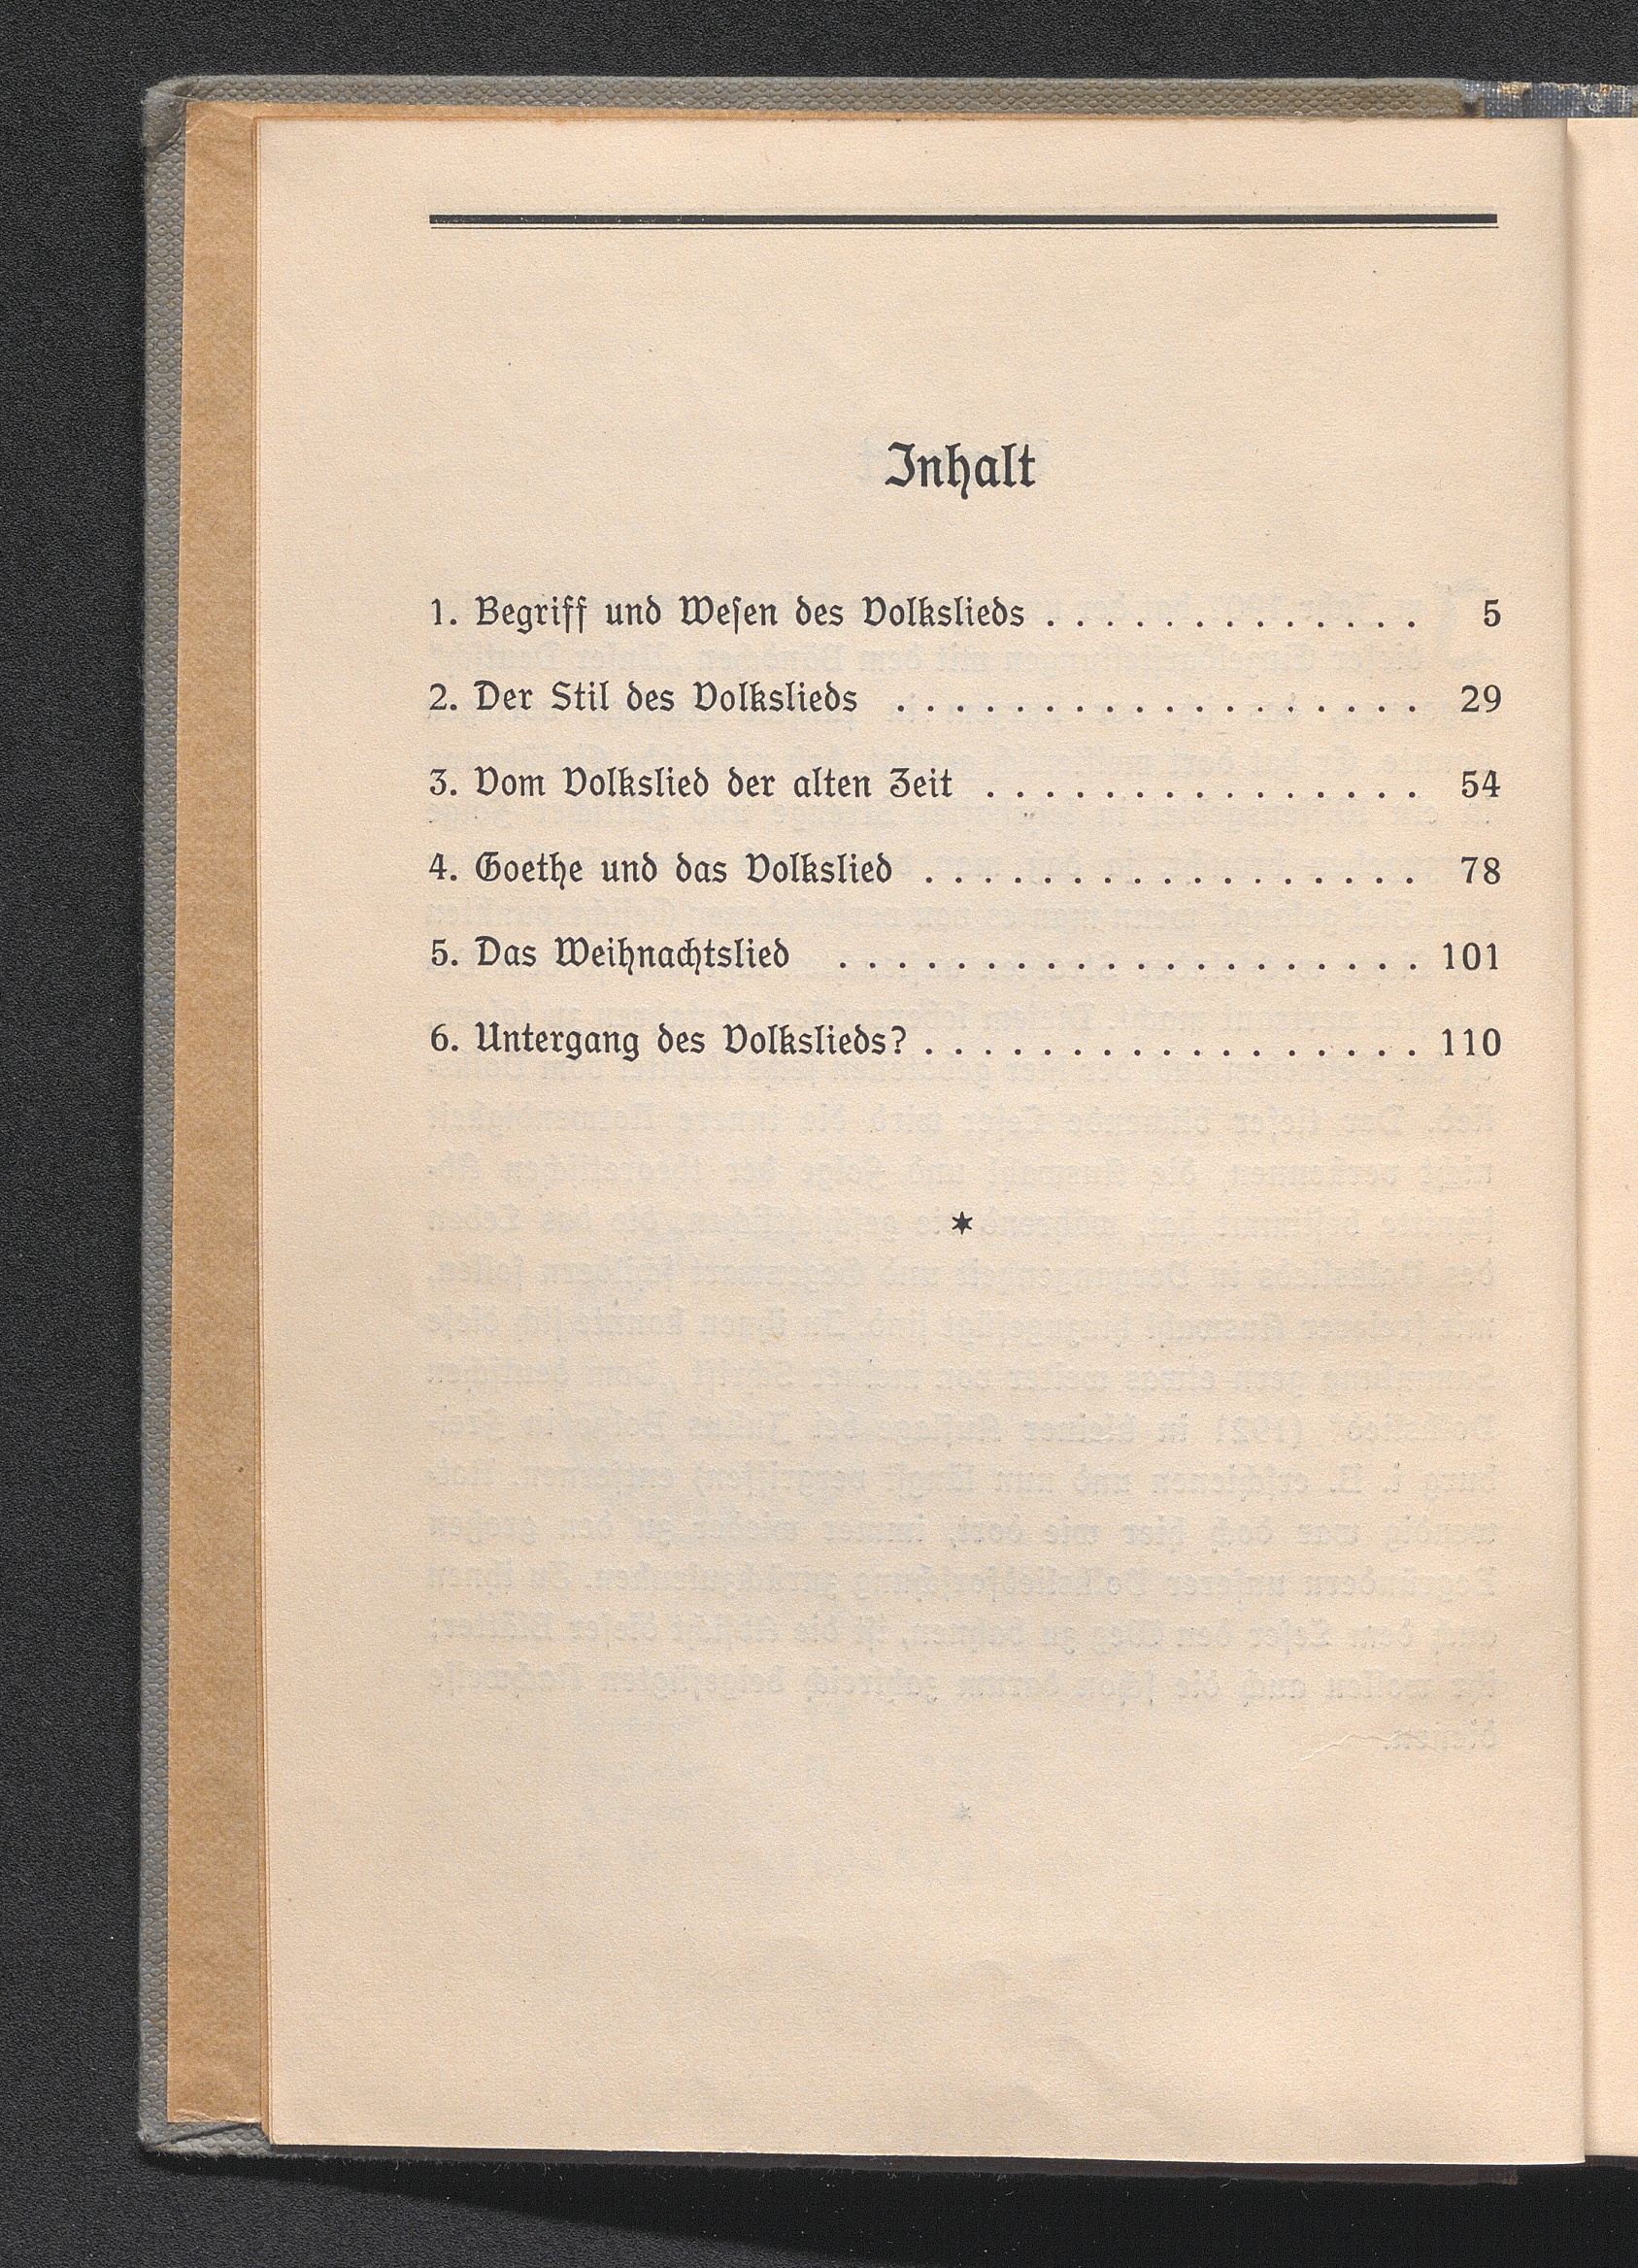 Inhalt
1. Begriff und Wesen des Volkslieds . . . . . . . . . . . . . 5
2. Der Stil des Volkslieds . . . . . . . . . . . . . . . . . . 29
3. Vom Volkslied der alten Zeit . . . . . . . . . . . . . . . 54
4. Goethe und das Volkslied . . . . . . . . . . . . . . . . . 78
5. Das Weihnachtslied . . . . . . . . . . . . . . . . . . . . 101
6. Untergang des Volkslieds? . . . . . . . . . . . . . . . . . 110
*